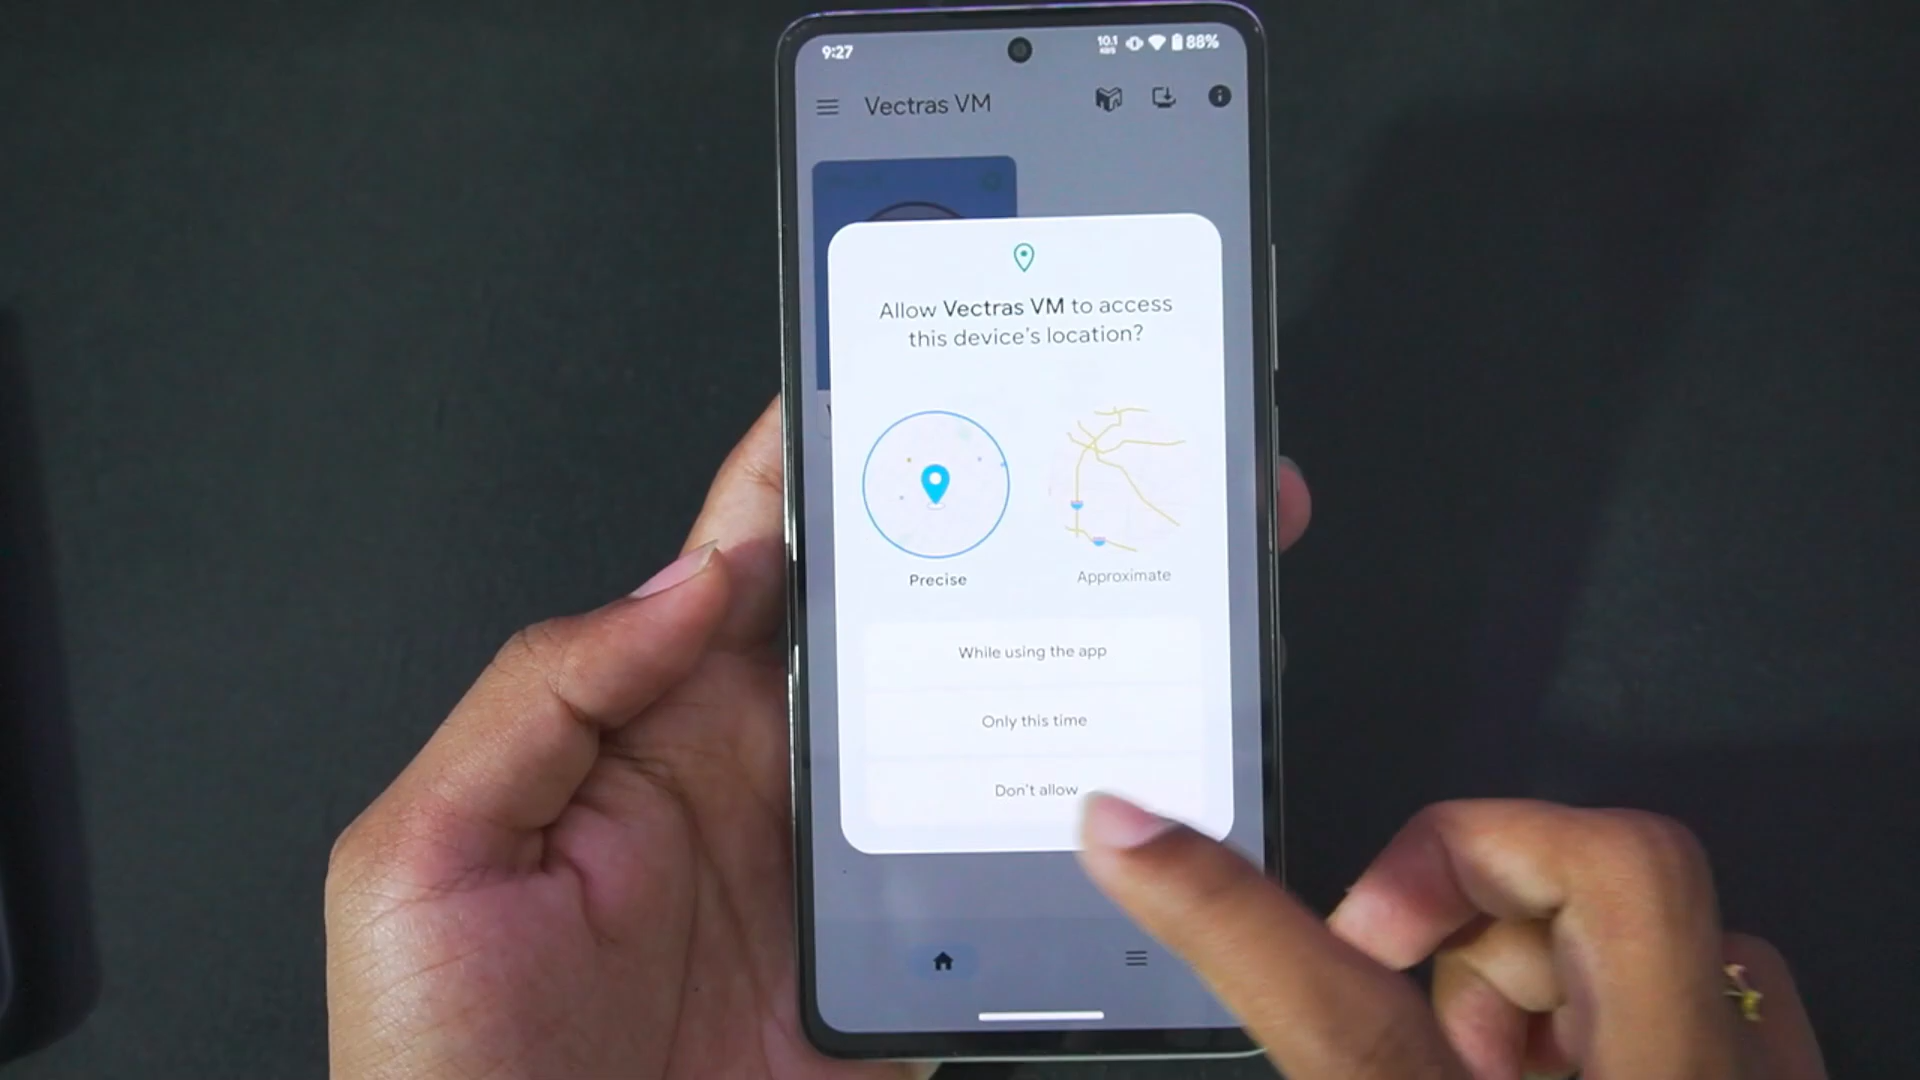 9:27
10.1
KB/S
88%
Vectras VM
Allow Vectras VM to access
this device's location?
Precise
Approximate
While using the app
Only this time
Don't allow